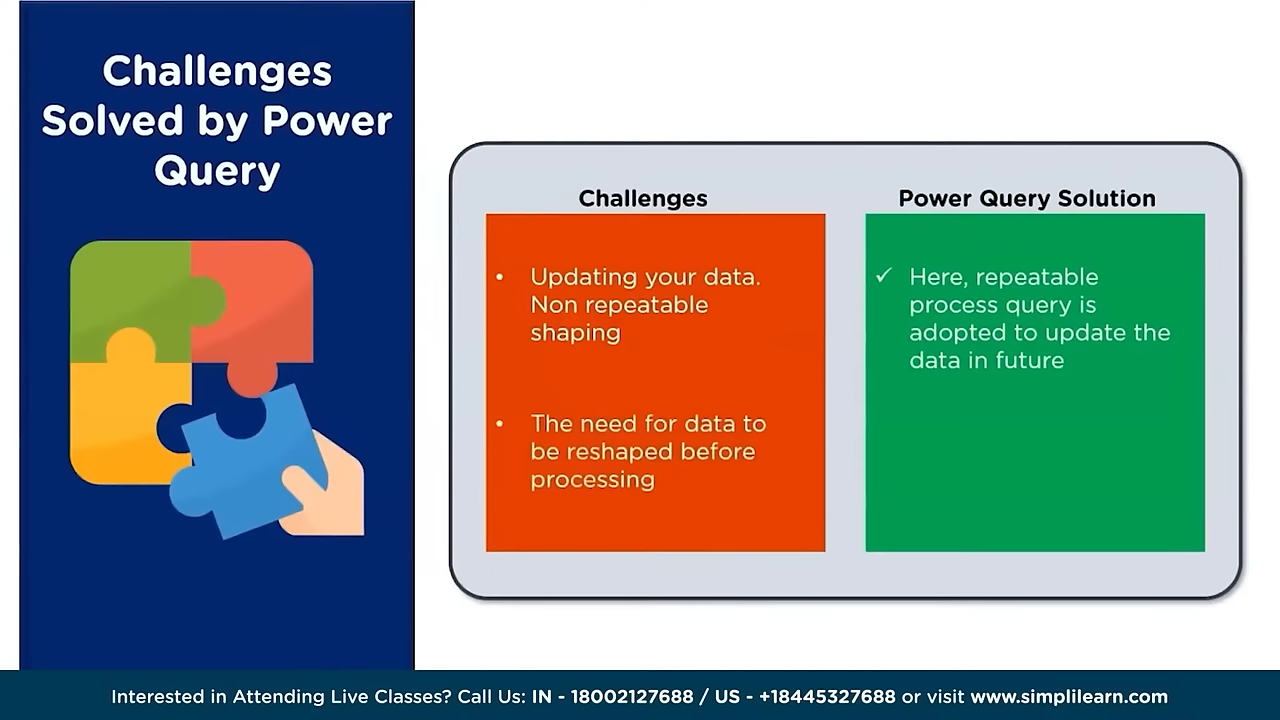 Challenges
Solved by Power
Query
Challenges
• Updating your data.
Non repeatable
shaping
• The need for data to
be reshaped before
processing
Power Query Solution
✓ Here, repeatable
process query is
adopted to update the
data in future
Interested in Attending Live Classes? Call Us: IN - 18002127688 / US - +18445327688 or visit www.simplilearn.com